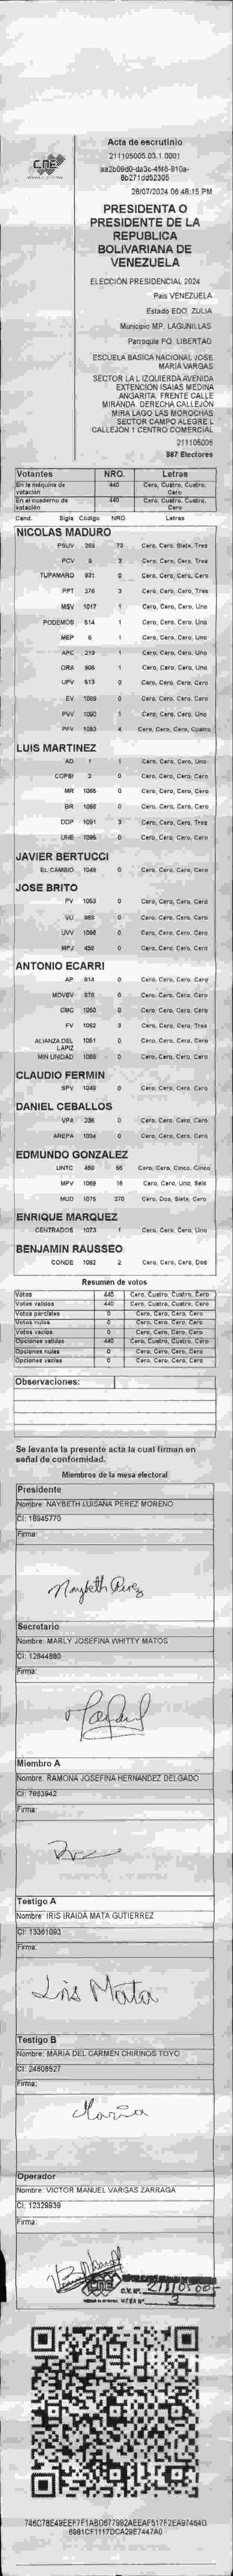 Acta de escrutinio
211105005.03.1.0001
28/07/2024 06:48:15 PM
CNE
PRESIDENTA O
PRESIDENTE DE LA
REPUBLICA
BOLIVARIANA DE
VENEZUELA
ELECCIÓN PRESIDENCIAL 2024
País VENEZUELA
Estado EDO. ZULIA
Municipio MP. LAGUNILLAS
Parroquia PQ. LIBERTAD
ESCUELA BASICA NACIONAL JOSE
MARIA VARGAS
SECTOR LA L IZQUIERDA AVENIDA
EXTENCION ISAIAS MEDINA
ANGARITA. FRENTE CALLE
MIRANDA. DERECHA CALLEJÓN
MIRA LAGO LAS MOROCHAS
SECTOR CAMPO ALEGRE L
CALLEJON 1 CENTRO COMERCIAL
211105005
887 Electores
Votantes NRO. Letras
En la máquina de votación 440 Cero, Cuatro, Cuatro, Cero
En el cuaderno de votación 440 Cero, Cuatro, Cuatro, Cero
Cand. Sigla Código NRO. Letras
NICOLAS MADURO
PSUV 269 73 Cero, Cero, Siete, Tres
PCV 9 3 Cero, Cero, Cero, Tres
TUPAMARO 931 0 Cero, Cero, Cero, Cero
PPT 276 3 Cero, Cero, Cero, Tres
MSV 1017 1 Cero, Cero, Cero, Uno
PODEMOS 514 1 Cero, Cero, Cero, Uno
MEP 6 1 Cero, Cero, Cero, Uno
APC 219 1 Cero, Cero, Cero, Uno
ORA 906 1 Cero, Cero, Cero, Uno
UPV 513 0 Cero, Cero, Cero, Cero
EV 1089 0 Cero, Cero, Cero, Cero
PVV 1090 1 Cero, Cero, Cero, Uno
PFV 1093 4 Cero, Cero, Cero, Cuatro
LUIS MARTINEZ
AD 1 1 Cero, Cero, Cero, Uno
COPEI 3 0 Cero, Cero, Cero, Cero
MR 1065 0 Cero, Cero, Cero, Cero
BR 1066 0 Cero, Cero, Cero, Cero
DDP 1091 3 Cero, Cero, Cero, Tres
UNE 1095 0 Cero, Cero, Cero, Cero
JAVIER BERTUCCI
EL CAMBIO 1048 0 Cero, Cero, Cero, Cero
JOSE BRITO
PV 1053 0 Cero, Cero, Cero, Cero
VU 960 0 Cero, Cero, Cero, Cero
UVV 1096 0 Cero, Cero, Cero, Cero
MPJ 458 0 Cero, Cero, Cero, Cero
ANTONIO ECARRI
AP 914 0 Cero, Cero, Cero, Cero
MOVEV 878 0 Cero, Cero, Cero, Cero
CMC 1050 0 Cero, Cero, Cero, Cero
FV 1062 3 Cero, Cero, Cero, Tres
ALIANZA DEL LAPIZ 1051 0 Cero, Cero, Cero, Cero
MIN UNIDAD 1058 0 Cero, Cero, Cero, Cero
CLAUDIO FERMIN
SPV 1049 0 Cero, Cero, Cero, Cero
DANIEL CEBALLOS
VPA 238 0 Cero, Cero, Cero, Cero
AREPA 1094 0 Cero, Cero, Cero, Cero
EDMUNDO GONZALEZ
UNTC 460 55 Cero, Cero, Cinco, Cinco
MPV 1069 16 Cero, Cero, Uno, Seis
MUD 1075 270 Cero, Dos, Siete, Cero
ENRIQUE MARQUEZ
CENTRADOS 1073 1 Cero, Cero, Cero, Uno
BENJAMIN RAUSSEO
CONDE 1092 2 Cero, Cero, Cero, Dos
Resumen de votos
Votos 440 Cero, Cuatro, Cuatro, Cero
Votos válidos 440 Cero, Cuatro, Cuatro, Cero
Votos parciales 0 Cero, Cero, Cero, Cero
Votos nulos 0 Cero, Cero, Cero, Cero
Votos vacíos 0 Cero, Cero, Cero, Cero
Opciones válidas 440 Cero, Cuatro, Cuatro, Cero
Opciones nulas 0 Cero, Cero, Cero, Cero
Opciones vacías 0 Cero, Cero, Cero, Cero
Observaciones:
Se levanta la presente acta la cual firman en
señal de conformidad.
Miembros de la mesa electoral
Presidente
Nombre: NAYBETH LUISANA PEREZ MORENO
CI: 18945770
Firma:
Naybeth Perez
Secretario
Nombre: MARLY JOSEFINA WHITTY MATOS
CI: 12844880
Firma:
Miembro A
Nombre: RAMONA JOSEFINA HERNANDEZ DELGADO
CI: 7863942
Firma:
Testigo A
Nombre: IRIS IRAIDA MATA GUTIERREZ
CI: 13361093
Firma:
Iris Mata
Testigo B
Nombre: MARIA DEL CARMEN CHIRINOS TOYO
CI: 24606527
Firma:
Maria
Operador
Nombre: VICTOR MANUEL VARGAS ZARRAGA
CI: 12329939
Firma:
CNE
C.V. Nº 211105005
MESA Nº 3